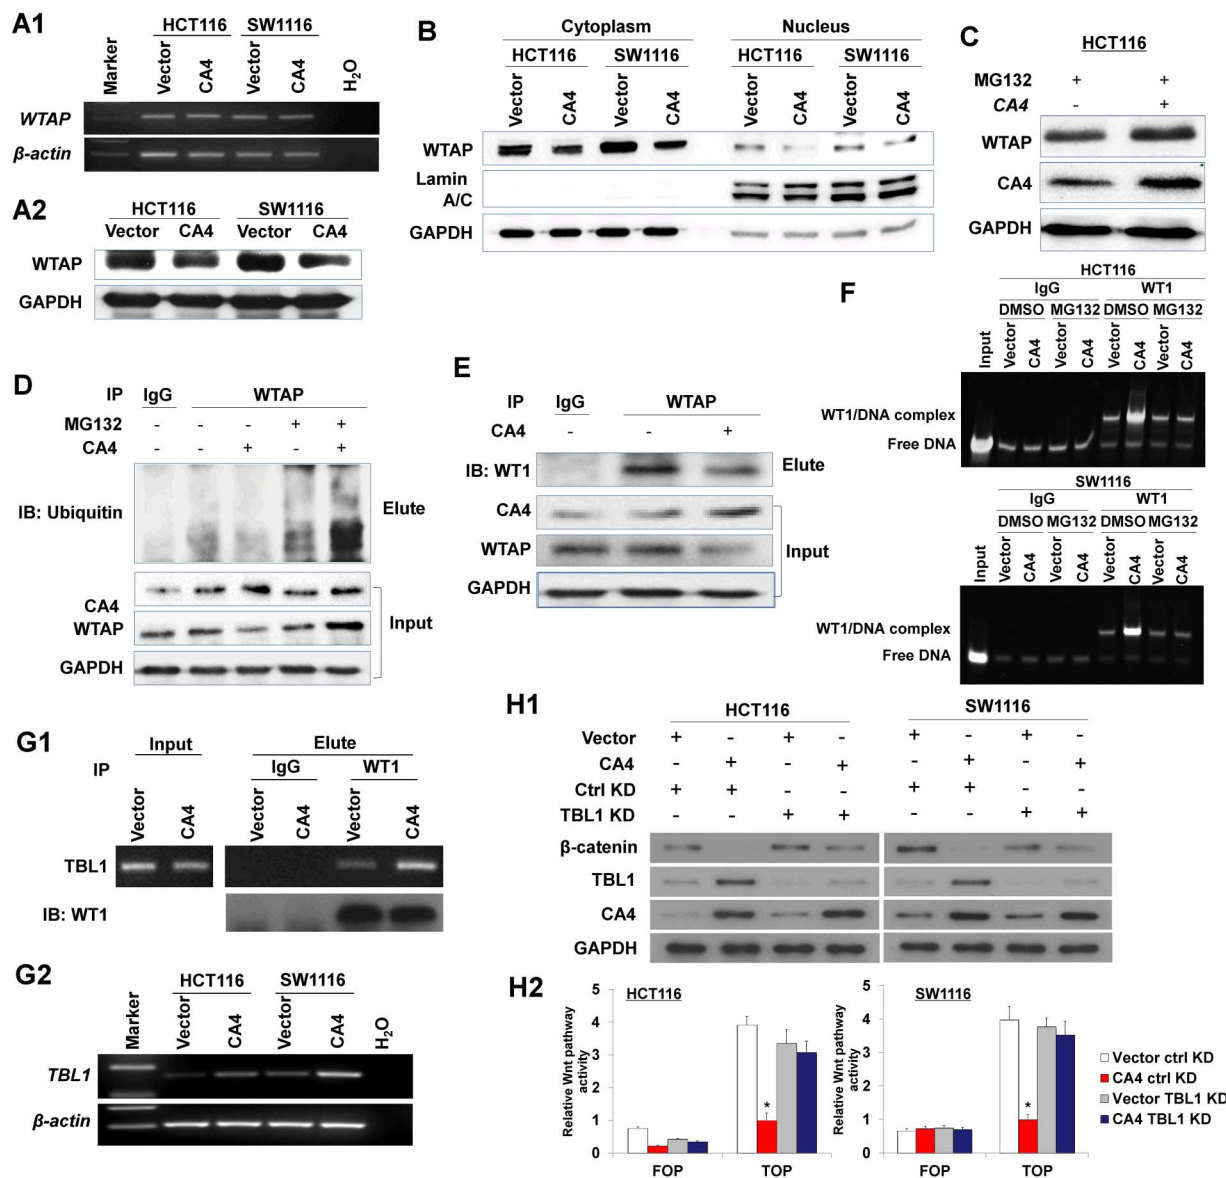 A1
HCT116 SW1116
Marker Vector CA4 Vector CA4 H2O
WTAP
β-actin
A2
HCT116 SW1116
Vector CA4 Vector CA4
WTAP
GAPDH
B
Cytoplasm Nucleus
HCT116 SW1116 HCT116 SW1116
Vector CA4 Vector CA4 Vector CA4 Vector CA4
WTAP
Lamin
A/C
GAPDH
C
HCT116
MG132 + +
CA4 - +
WTAP
CA4
GAPDH
D
IP IgG WTAP
MG132 - - - + +
CA4 - - + - +
IB: Ubiquitin Elute
CA4
WTAP Input
GAPDH
E
IP IgG WTAP
CA4 - - +
IB: WT1 Elute
CA4
WTAP Input
GAPDH
F
HCT116
IgG WT1
DMSO MG132 DMSO MG132
Input Vector CA4 Vector CA4 Vector CA4 Vector CA4
WT1/DNA complex
Free DNA
SW1116
IgG WT1
DMSO MG132 DMSO MG132
Input Vector CA4 Vector CA4 Vector CA4 Vector CA4
WT1/DNA complex
Free DNA
G1
Input Elute
IP IgG WT1
Vector CA4 Vector CA4 Vector CA4
TBL1
IB: WT1
G2
HCT116 SW1116
Marker Vector CA4 Vector CA4 H2O
TBL1
β-actin
H1
HCT116 SW1116
Vector + - + - + - + -
CA4 - + - + - + - +
Ctrl KD + + - - + + - -
TBL1 KD - - + + - - + +
β-catenin
TBL1
CA4
GAPDH
H2
HCT116
Relative Wnt pathway
activity
5
4
3
2
1
0
*
FOP TOP
SW1116
Relative Wnt pathway
activity
5
4
3
2
1
0
*
FOP TOP
Vector ctrl KD
CA4 ctrl KD
Vector TBL1 KD
CA4 TBL1 KD